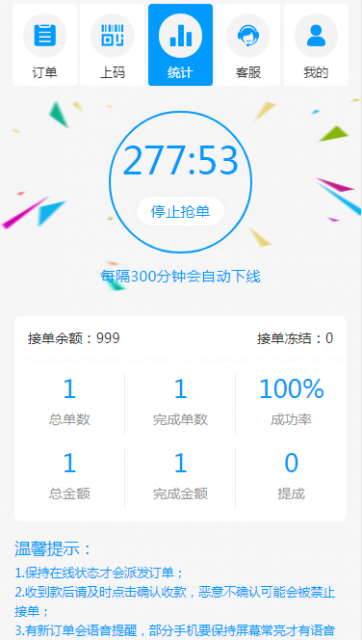 订单 上码 统计 客服 我的
277:53
停止抢单
每隔300分钟会自动下线
接单余额：999 接单冻结：0
1 1 100%
总单数 完成单数 成功率
1 1 0
总金额 完成金额 提成
温馨提示：
1.保持在线状态才会派发订单；
2.收到款后请及时点击确认收款，恶意不确认可能会被禁止
接单；
3.有新订单会语音提醒，部分手机要保持屏幕常亮才有语音